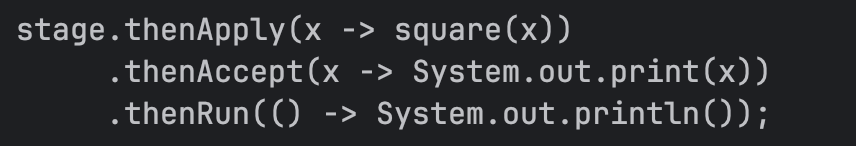 stage.thenApply(x -> square(x))
     .thenAccept(x -> System.out.print(x))
     .thenRun(() -> System.out.println());